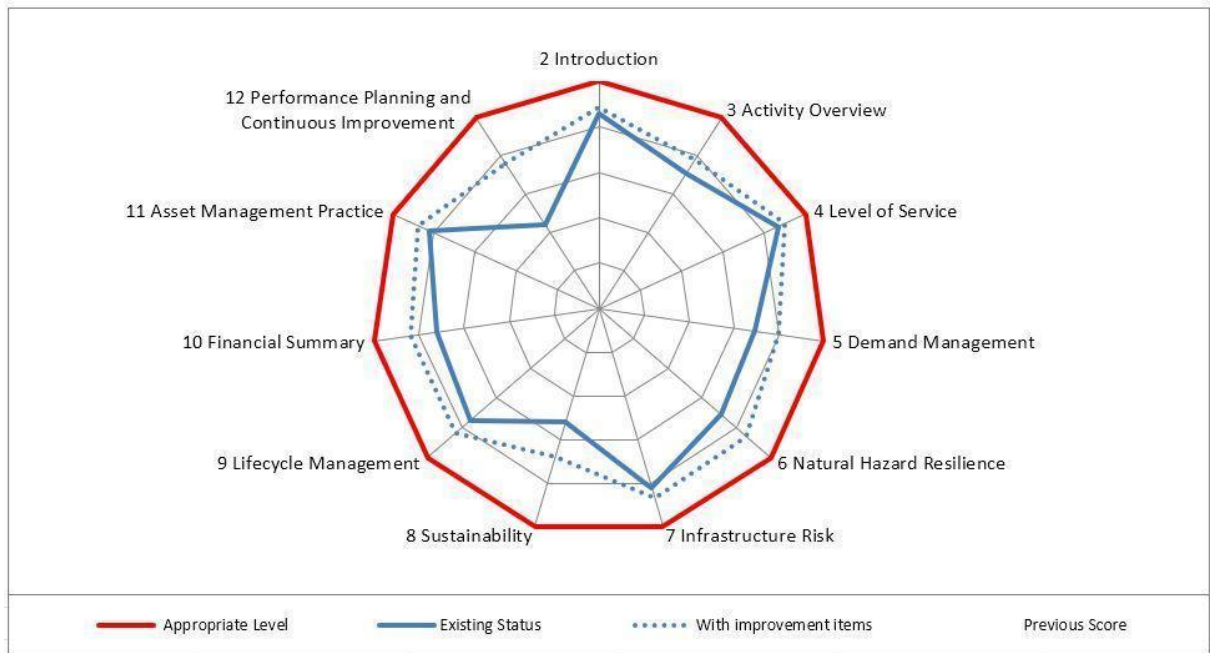 2 Introduction
3 Activity Overview
4 Level of Service
5 Demand Management
6 Natural Hazard Resilience
7 Infrastructure Risk
8 Sustainability
9 Lifecycle Management
10 Financial Summary
11 Asset Management Practice
12 Performance Planning and
Continuous Improvement
Appropriate Level
Existing Status
With improvement items
Previous Score